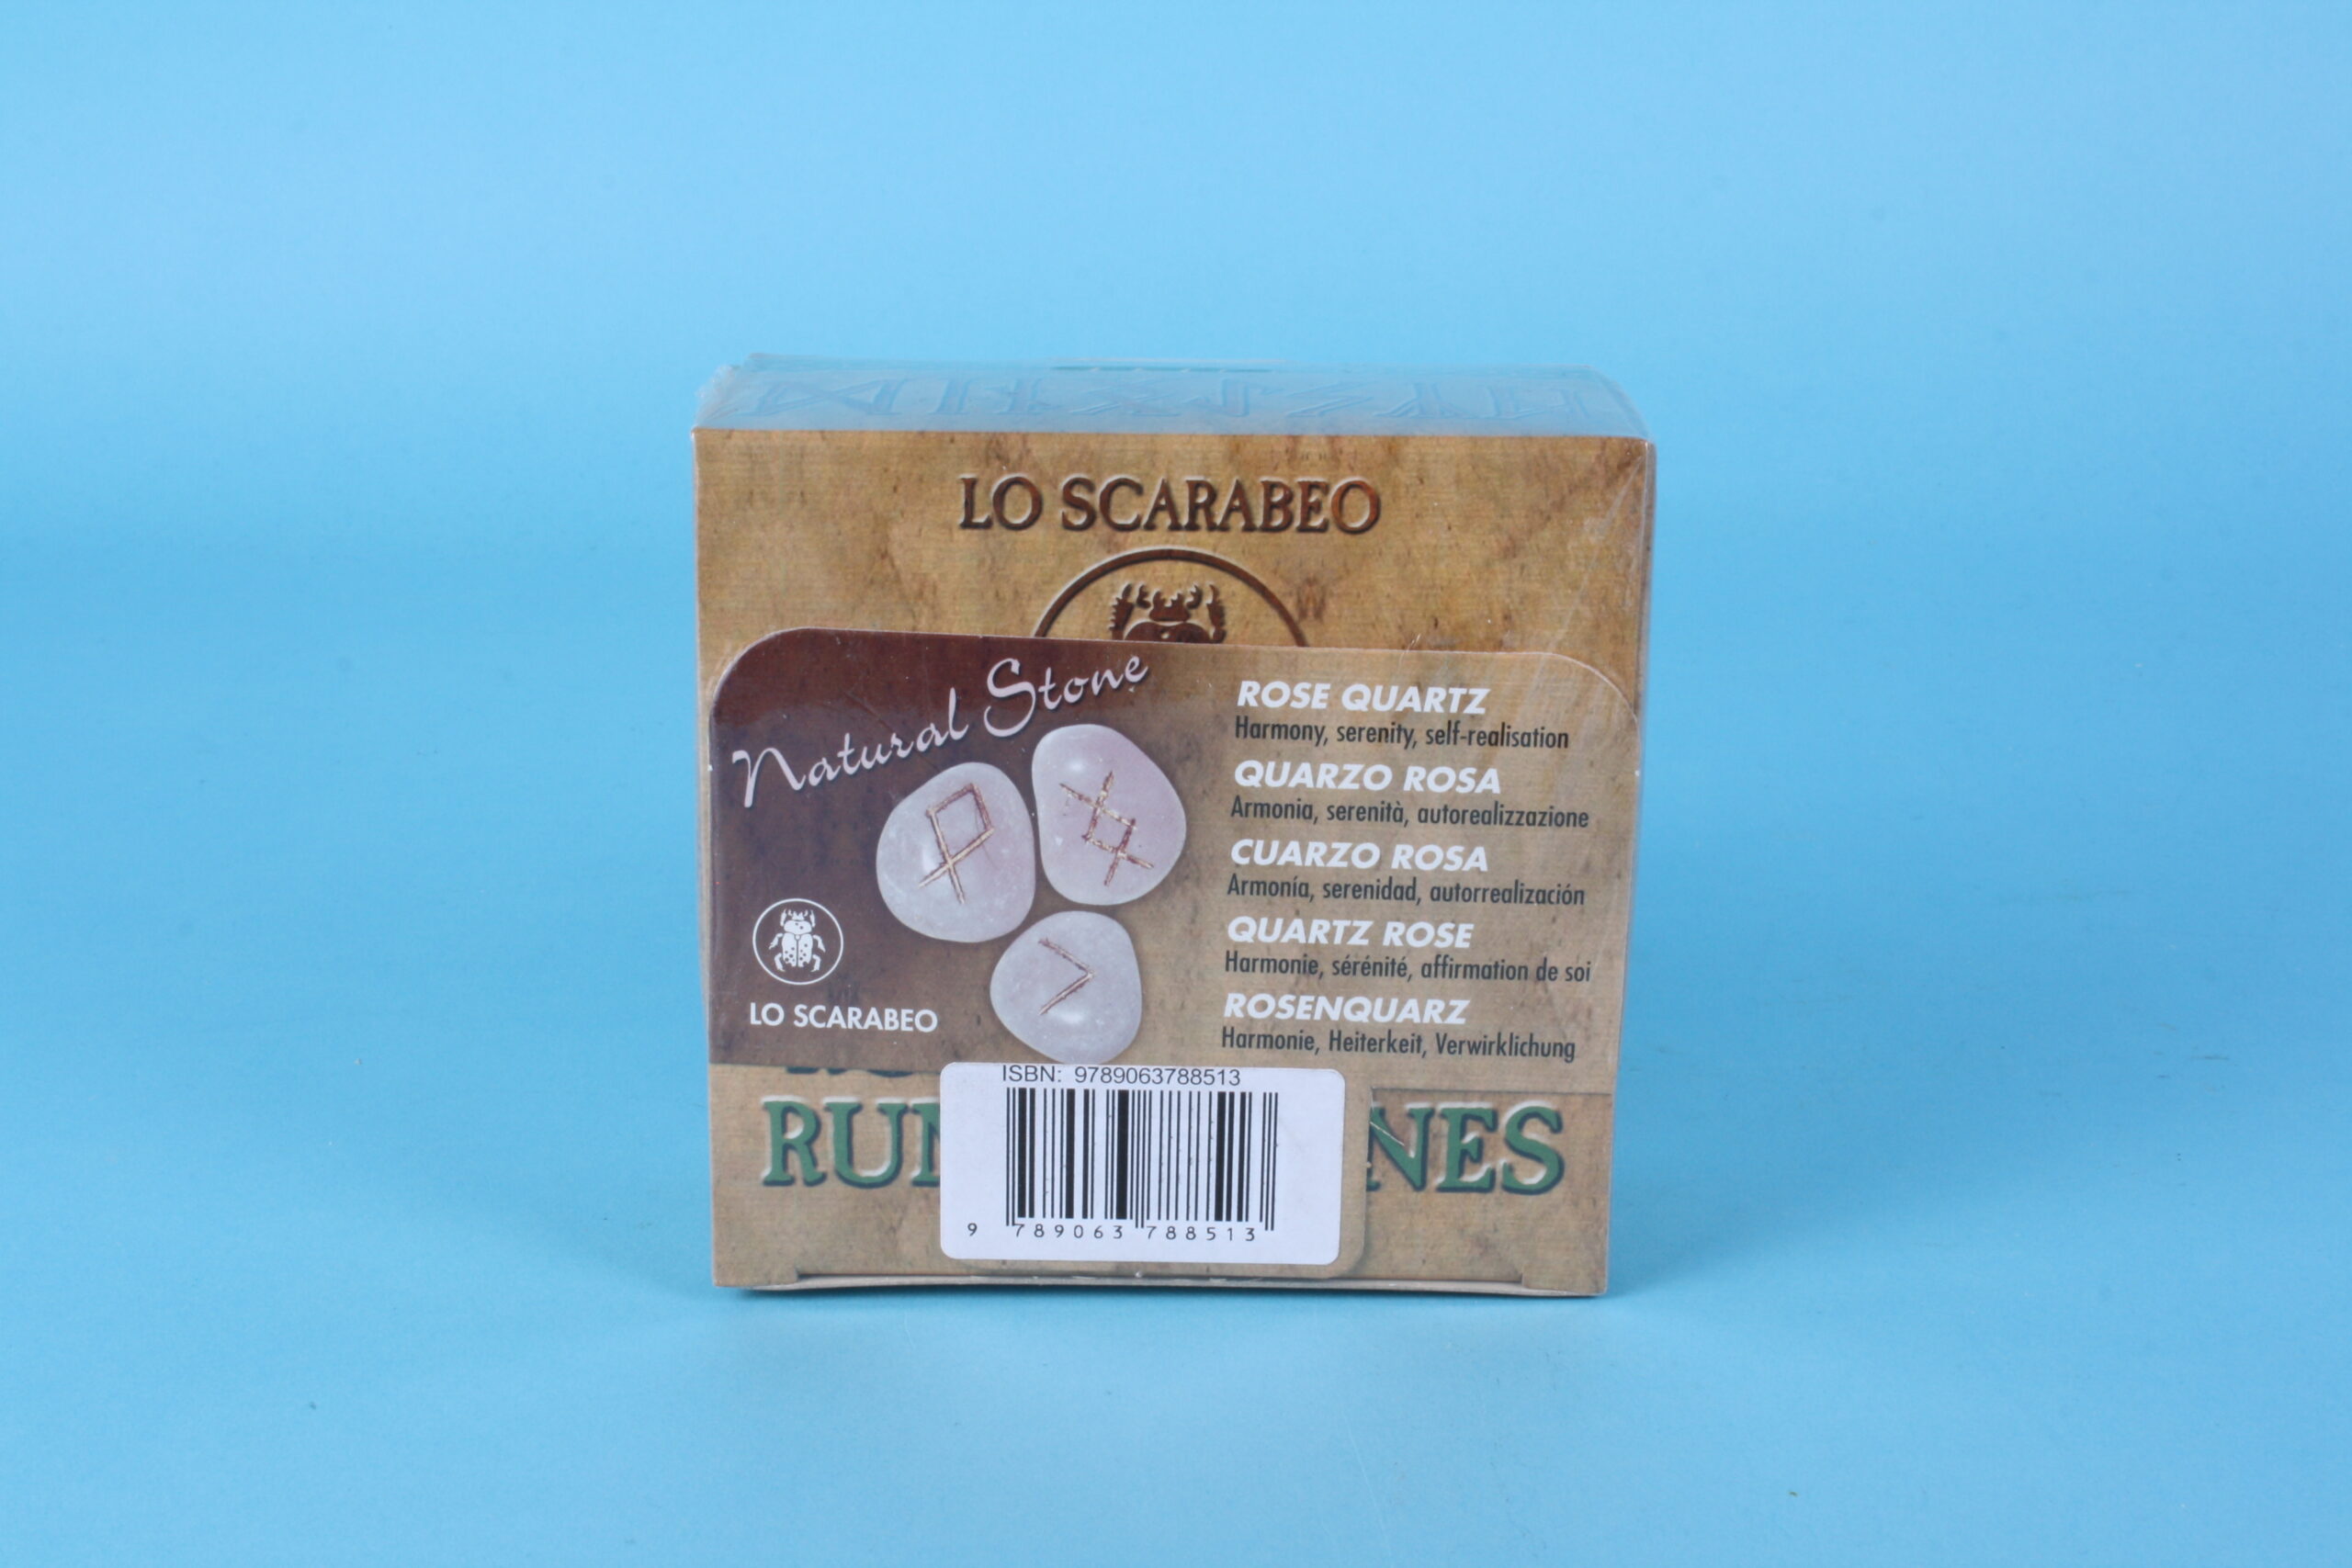 LO SCARABEO
Natural Stone
LO SCARABEO
ROSE QUARTZ
Harmony, serenity, self-realisation
QUARZO ROSA
Armonia, serenità, autorealizzazione
CUARZO ROSA
Armonía, serenidad, autorrealización
QUARTZ ROSE
Harmonie, sérénité, affirmation de soi
ROSENQUARZ
Harmonie, Heiterkeit, Verwirklichung
ISBN: 9789063788513
9 789063 788513